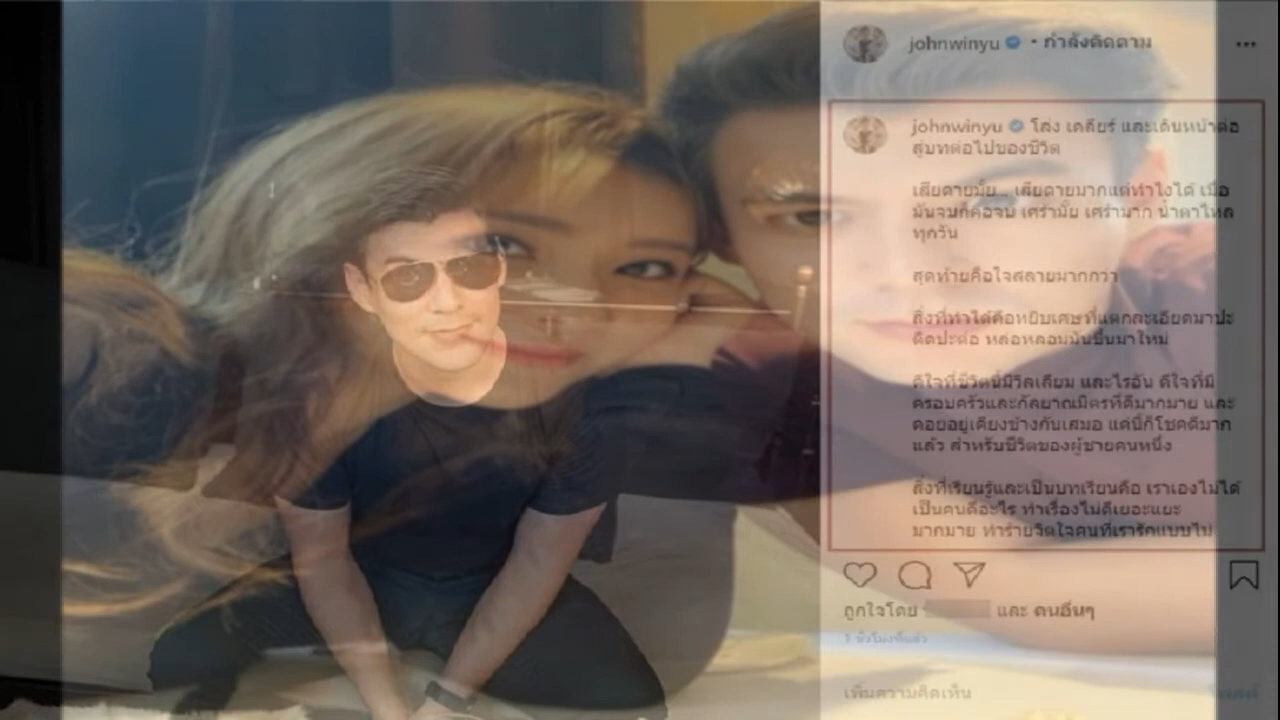 johnwinyu • กำลังติดตาม
johnwinyu โล่ง เคลียร์ และเดินหน้าต่อ
สู่บทต่อไปของชีวิต
เสียดายมั้ย .. เสียดายมากแต่ทำไงได้ เมื่อ
มันจบก็คือจบ เศร้ามั้ย เศร้ามาก น้ำตาไหล
ทุกวัน
สุดท้ายคือใจสลายมากกว่า
สิ่งที่ทำได้คือหยิบเศษที่แตกละเอียดมาปะ
ติดปะต่อ หล่อหลอมมันขึ้นมาใหม่
ดีใจที่ชีวิตนี้มีวิลเลียม และไรอัน ดีใจที่มี
ครอบครัวและกัลยาณมิตรที่ดีมากมาย และ
คอยอยู่เคียงข้างกันเสมอ แค่นี้ก็โชคดีมาก
แล้ว สำหรับชีวิตของผู้ชายคนหนึ่ง
สิ่งที่เรียนรู้และเป็นบทเรียนคือ เราเองไม่ได้
เป็นคนดีอะไร ทำเรื่องไม่ดีเยอะแยะ
มากมาย ทำร้ายจิตใจคนที่เรารักแบบไม่
ถูกใจโดย และ คนอื่นๆ
1 ชั่วโมงที่แล้ว
เพิ่มความคิดเห็น
โพสต์